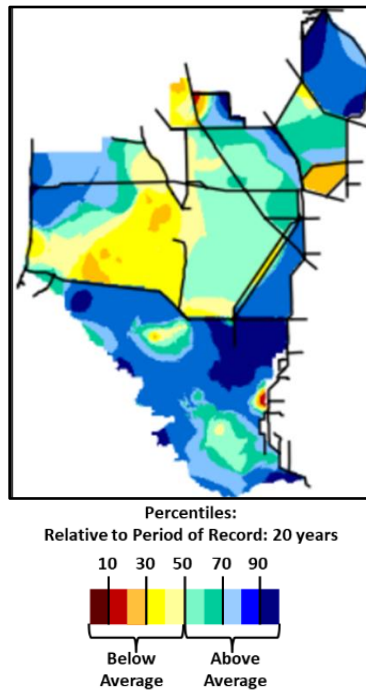 Percentiles:
Relative to Period of Record: 20 years
10 30 50 70 90
Below Above
Average Average